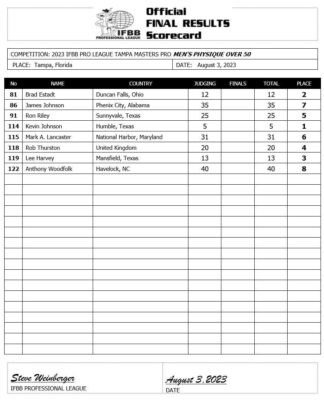 IFBB
PROFESSIONAL LEAGUE
Official
FINAL RESULTS
Scorecard
COMPETITION: 2023 IFBB PRO LEAGUE TAMPA MASTERS PRO MEN'S PHYSIQUE OVER 50
PLACE: Tampa, Florida DATE: August 3, 2023
No NAME COUNTRY JUDGING FINALS TOTAL PLACE
81 Brad Estadt Duncan Falls, Ohio 12 12 2
86 James Johnson Phenix City, Alabama 35 35 7
91 Ron Riley Sunnyvale, Texas 25 25 5
114 Kevin Johnson Humble, Texas 5 5 1
115 Mark A. Lancaster National Harbor, Maryland 31 31 6
118 Rob Thurston United Kingdom 20 20 4
119 Lee Harvey Mansfield, Texas 13 13 3
122 Anthony Woodfolk Havelock, NC 40 40 8
Steve Weinberger August 3, 2023
IFBB PROFESSIONAL LEAGUE DATE